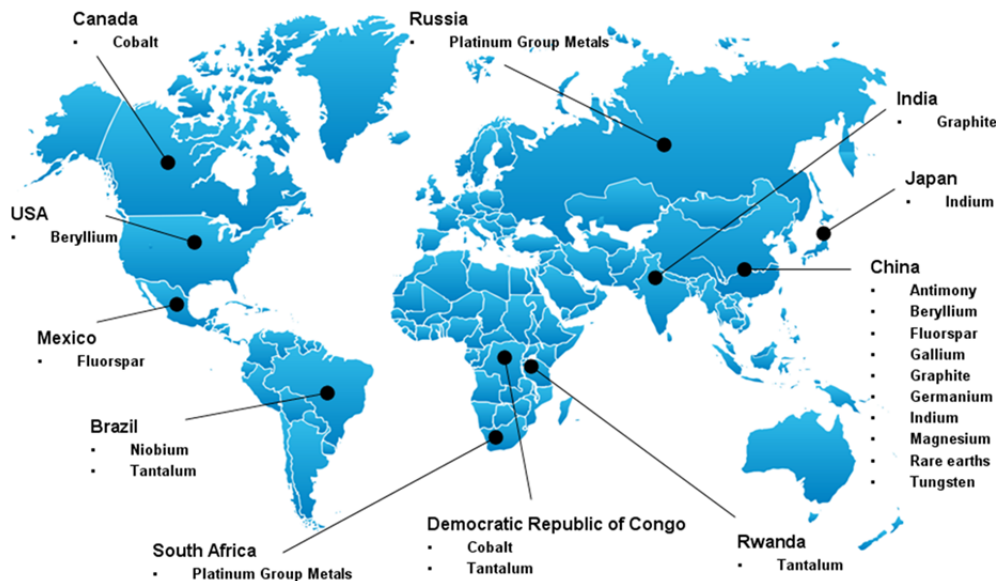 Canada
▪ Cobalt
Russia
▪ Platinum Group Metals
India
▪ Graphite
Japan
▪ Indium
USA
▪ Beryllium
China
▪ Antimony
▪ Beryllium
▪ Fluorspar
▪ Gallium
▪ Graphite
▪ Germanium
▪ Indium
▪ Magnesium
▪ Rare earths
▪ Tungsten
Mexico
▪ Fluorspar
Brazil
▪ Niobium
▪ Tantalum
South Africa
▪ Platinum Group Metals
Democratic Republic of Congo
▪ Cobalt
▪ Tantalum
Rwanda
▪ Tantalum